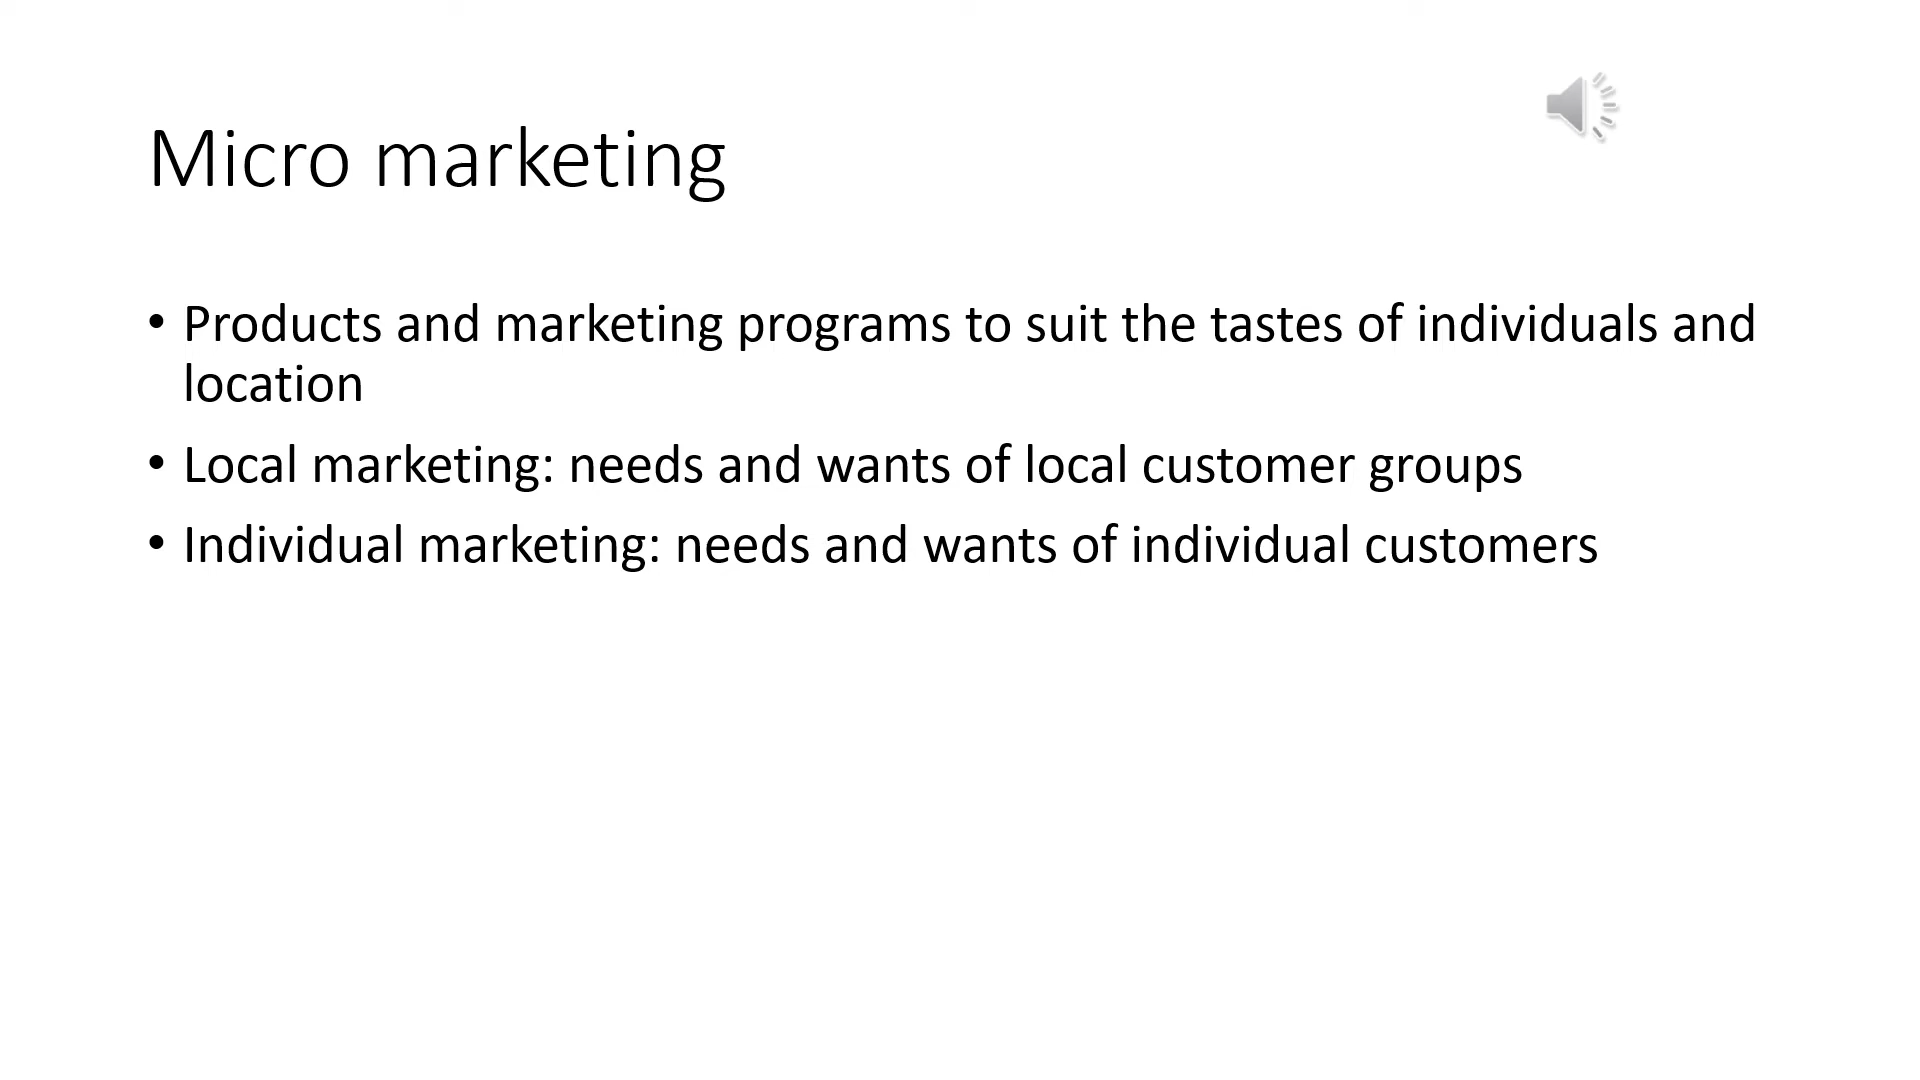 Micro marketing
• Products and marketing programs to suit the tastes of individuals and
location
• Local marketing: needs and wants of local customer groups
• Individual marketing: needs and wants of individual customers